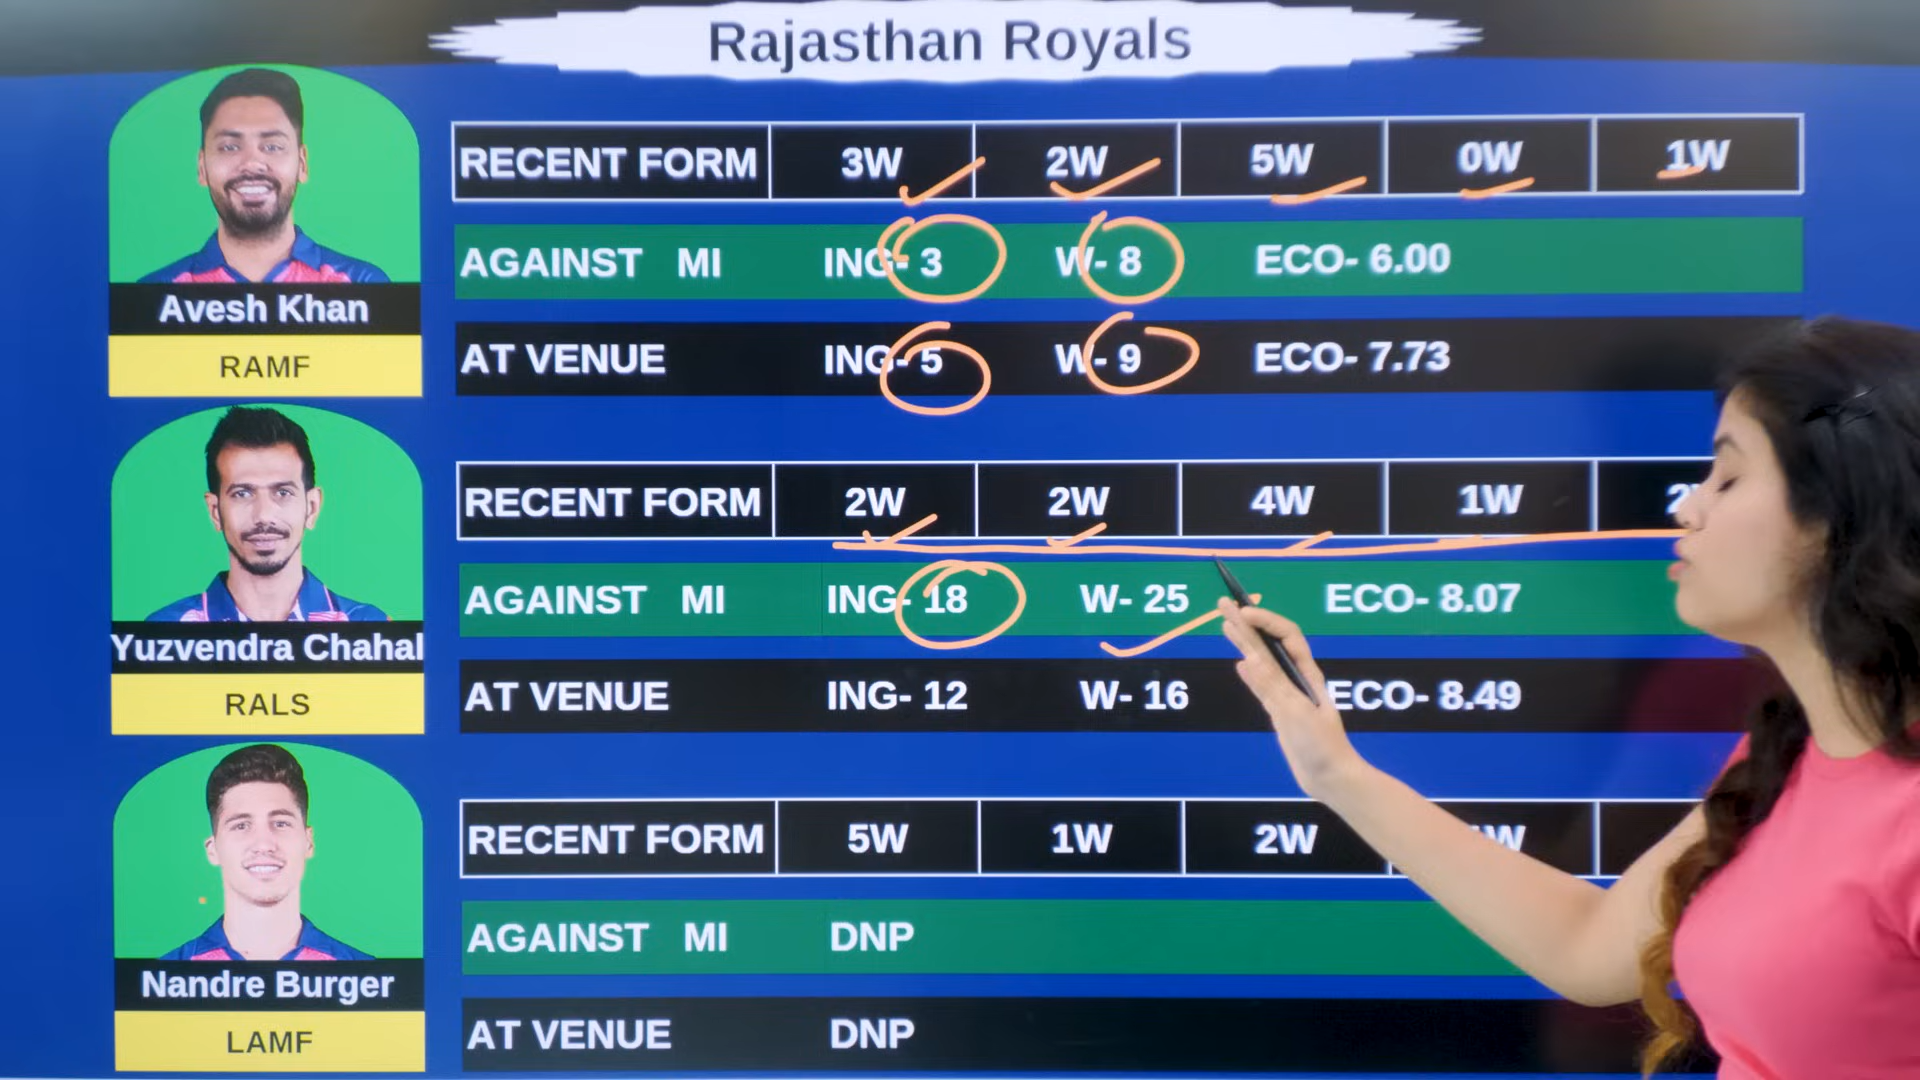 Rajasthan Royals
RECENT FORM 3W 2W 5W 0W 1W
AGAINST MI ING- 3 W- 8 ECO- 6.00
AT VENUE ING- 5 W- 9 ECO- 7.73
Avesh Khan
RAMF
RECENT FORM 2W 2W 4W 1W
AGAINST MI ING- 18 W- 25 ECO- 8.07
AT VENUE ING- 12 W- 16 ECO- 8.49
Yuzvendra Chahal
RALS
RECENT FORM 5W 1W 2W
AGAINST MI DNP
AT VENUE DNP
Nandre Burger
LAMF